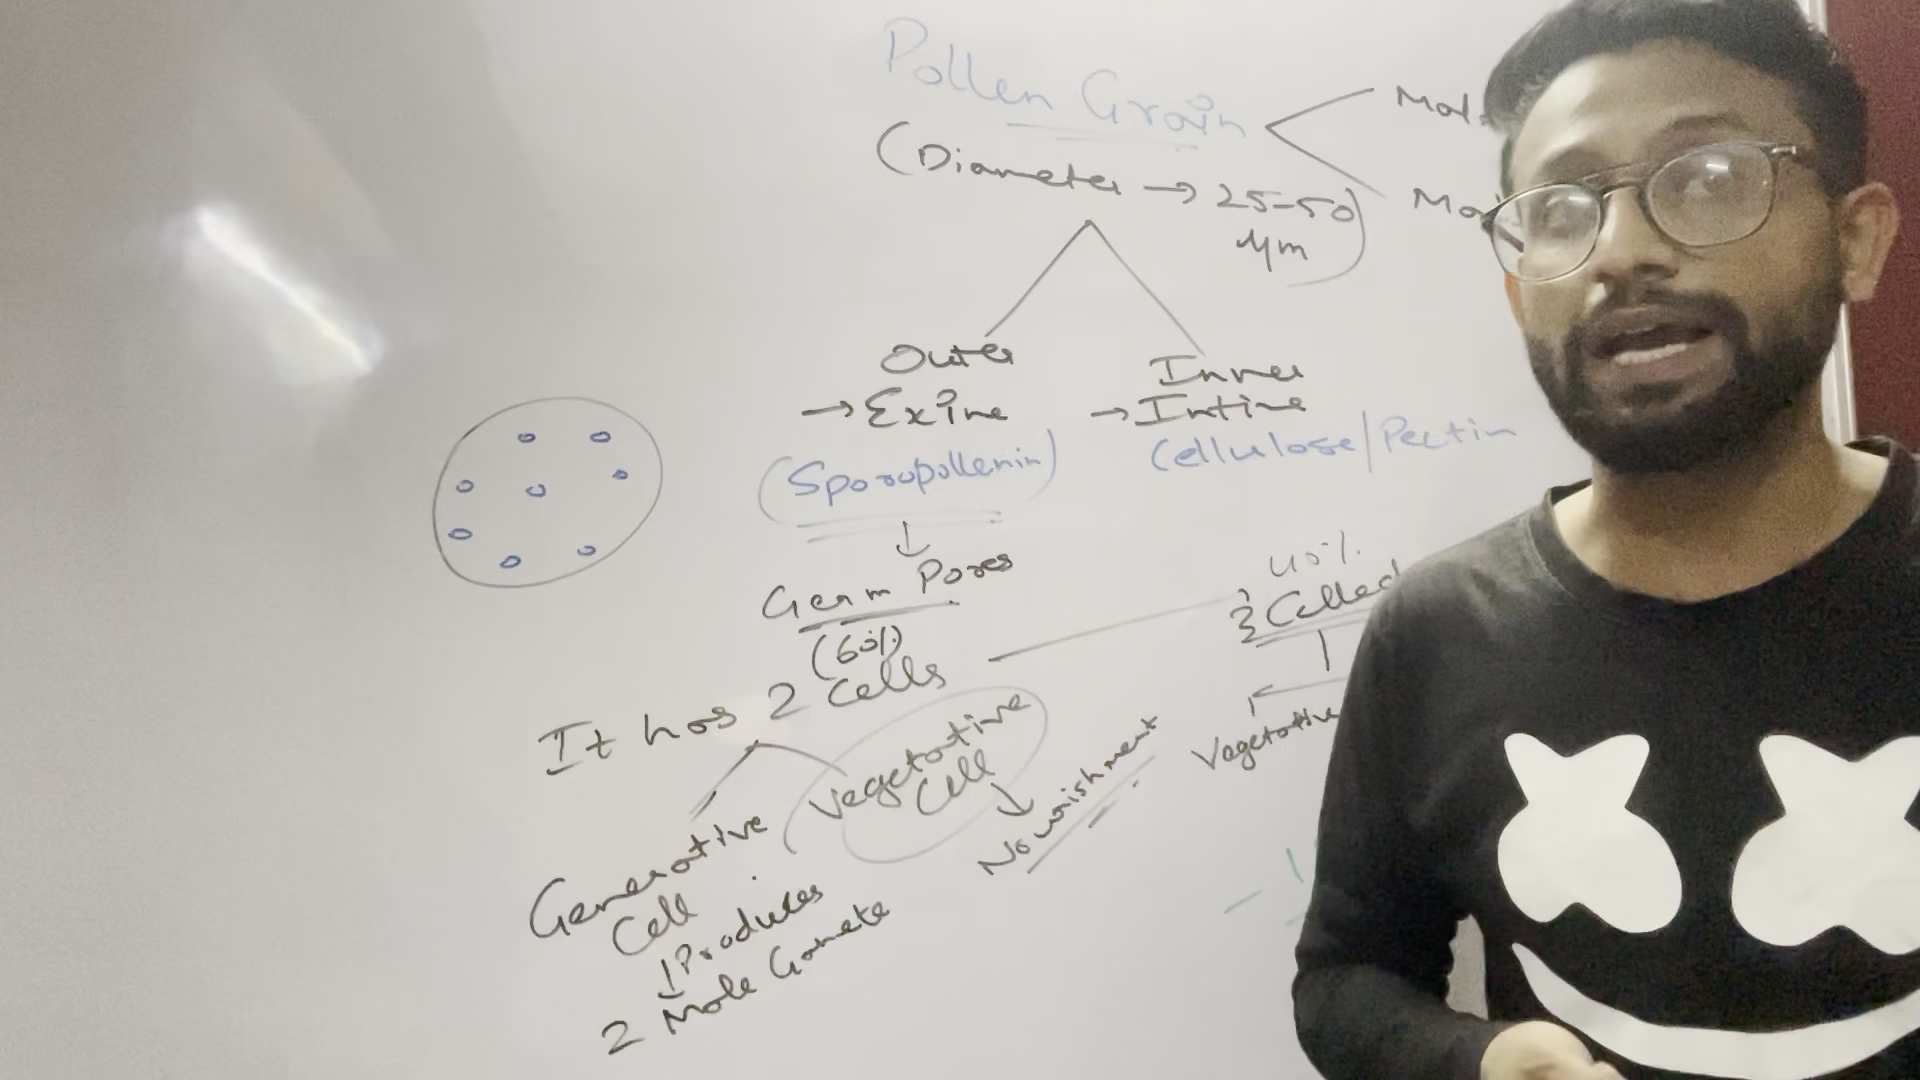 Pollen Grain
(Diameter → 25-50
μm)
Outer
Inner
→ Exine
→ Intine
(Sporopollenin)
Cellulose/Pectin
↓
Germ Pores
(60%)
It has 2 Cells
40%
3 Celled
Vegetative
Cell
Vegetative
Nourishment
Generative
Cell
↓ Produces
2 Male Gamete